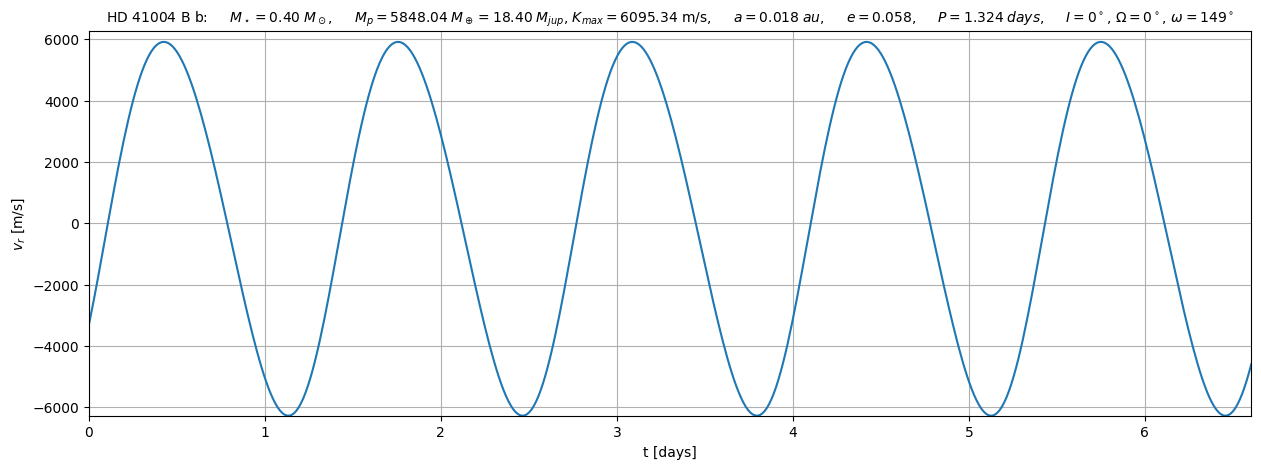 HD 41004 B b: M⋆ = 0.40 M⊙, Mp = 5848.04 M⊕ = 18.40 Mjup, Kmax = 6095.34 m/s, a = 0.018 au, e = 0.058, P = 1.324 days, I = 0°, Ω = 0°, ω = 149°
6000
4000
2000
0
−2000
−4000
−6000
vr [m/s]
0 1 2 3 4 5 6
t [days]